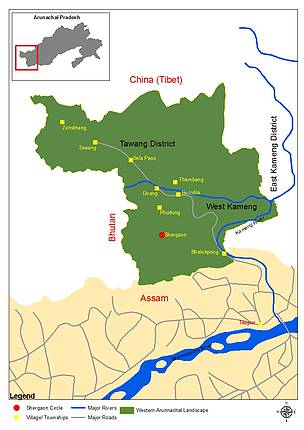 Arunachal Pradesh
China (Tibet)
Zemithang
Tawang
Tawang District
Sela Pass
Thembang
Dirang
Bomdila
West Kameng
East Kameng District
Phudung
Shergaon
Kameng River
Bhutan
Bhalukpong
Assam
Tezpur
Legend
Shergaon Circle
Major Rivers
Western Arunachal Landscape
Village/ Townships
Major Roads